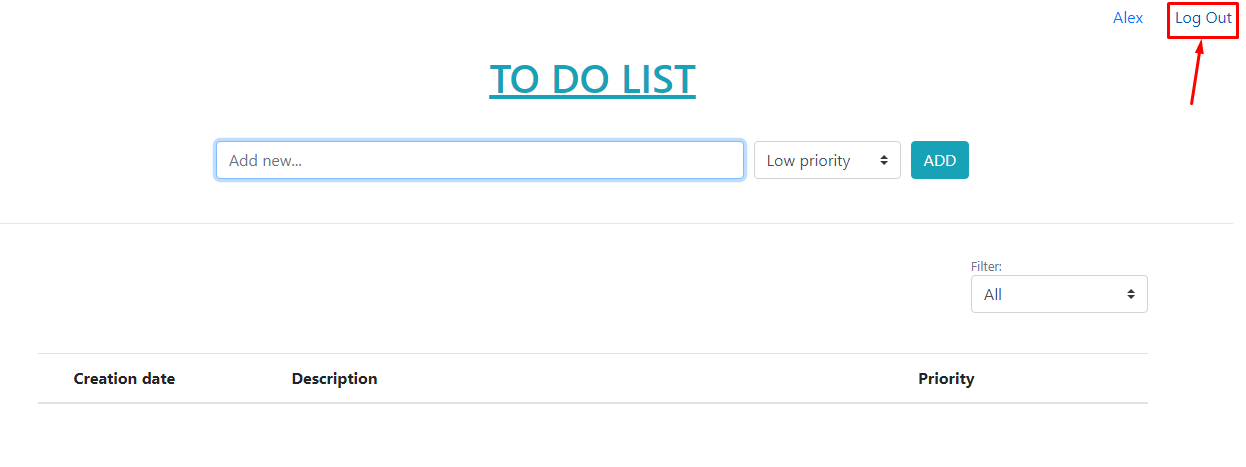 Alex Log Out
TO DO LIST
Add new... Low priority ADD
Filter:
All
Creation date Description Priority